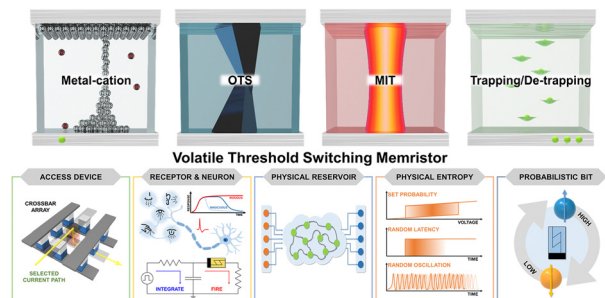 Metal-cation
OTS
MIT
Trapping/De-trapping
Volatile Threshold Switching Memristor
ACCESS DEVICE
CROSSBAR
ARRAY
SELECTED
CURRENT PATH
RECEPTOR & NEURON
TIME
INTEGRATE
FIRE
PHYSICAL RESERVOIR
PHYSICAL ENTROPY
SET PROBABILITY
VOLTAGE
RANDOM LATENCY
TIME
RANDOM OSCILLATION
TIME
PROBABILISTIC BIT
HIGH
LOW